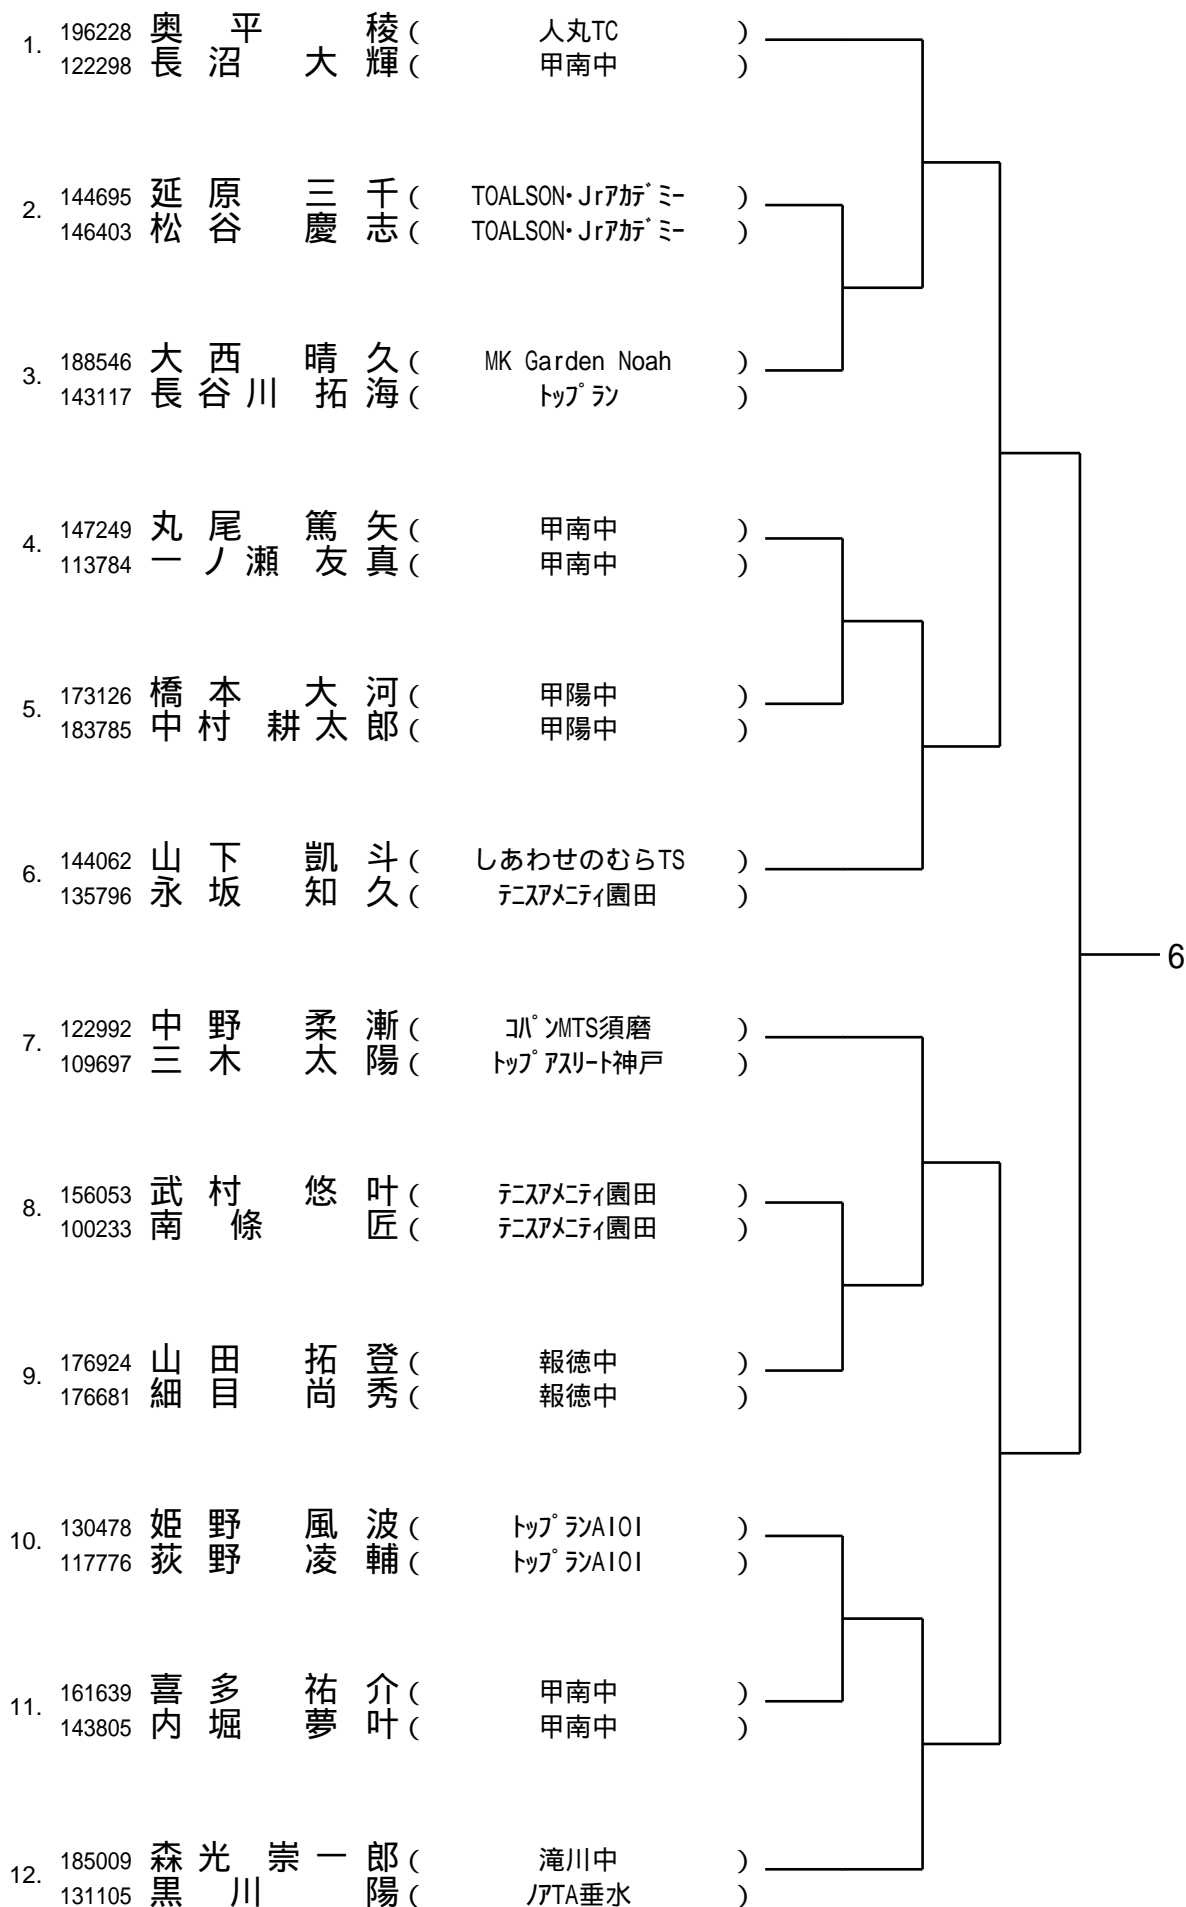 196228 奥平 稜 ( 人丸TC )
1.
122298 長沼 大輝 ( 甲南中 )
144695 延原 三千 ( TOALSON・Jrｱｶﾃﾞﾐｰ )
2.
146403 松谷 慶志 ( TOALSON・Jrｱｶﾃﾞﾐｰ )
188546 大西 晴久 ( MK Garden Noah )
3.
143117 長谷川 拓海 ( ﾄｯﾌﾟﾗﾝ )
147249 丸尾 篤矢 ( 甲南中 )
4.
113784 一ノ瀬 友真 ( 甲南中 )
173126 橋本 大河 ( 甲陽中 )
5.
183785 中村 耕太郎 ( 甲陽中 )
144062 山下 凱斗 ( しあわせのむらTS )
6.
135796 永坂 知久 ( ﾃﾆｽｱﾒﾆﾃｨ園田 )
6
122992 中野 柔漸 ( ｺﾊﾟﾝMTS須磨 )
7.
109697 三木 太陽 ( ﾄｯﾌﾟｱｽﾘｰﾄ神戸 )
156053 武村 悠叶 ( ﾃﾆｽｱﾒﾆﾃｨ園田 )
8.
100233 南條 匠 ( ﾃﾆｽｱﾒﾆﾃｨ園田 )
176924 山田 拓登 ( 報徳中 )
9.
176681 細目 尚秀 ( 報徳中 )
130478 姫野 風波 ( ﾄｯﾌﾟﾗﾝAIOI )
10.
117776 荻野 凌輔 ( ﾄｯﾌﾟﾗﾝAIOI )
161639 喜多 祐介 ( 甲南中 )
11.
143805 内堀 夢叶 ( 甲南中 )
185009 森光 崇一郎 ( 滝川中 )
12.
131105 黒川 陽 ( ﾉｱTA垂水 )